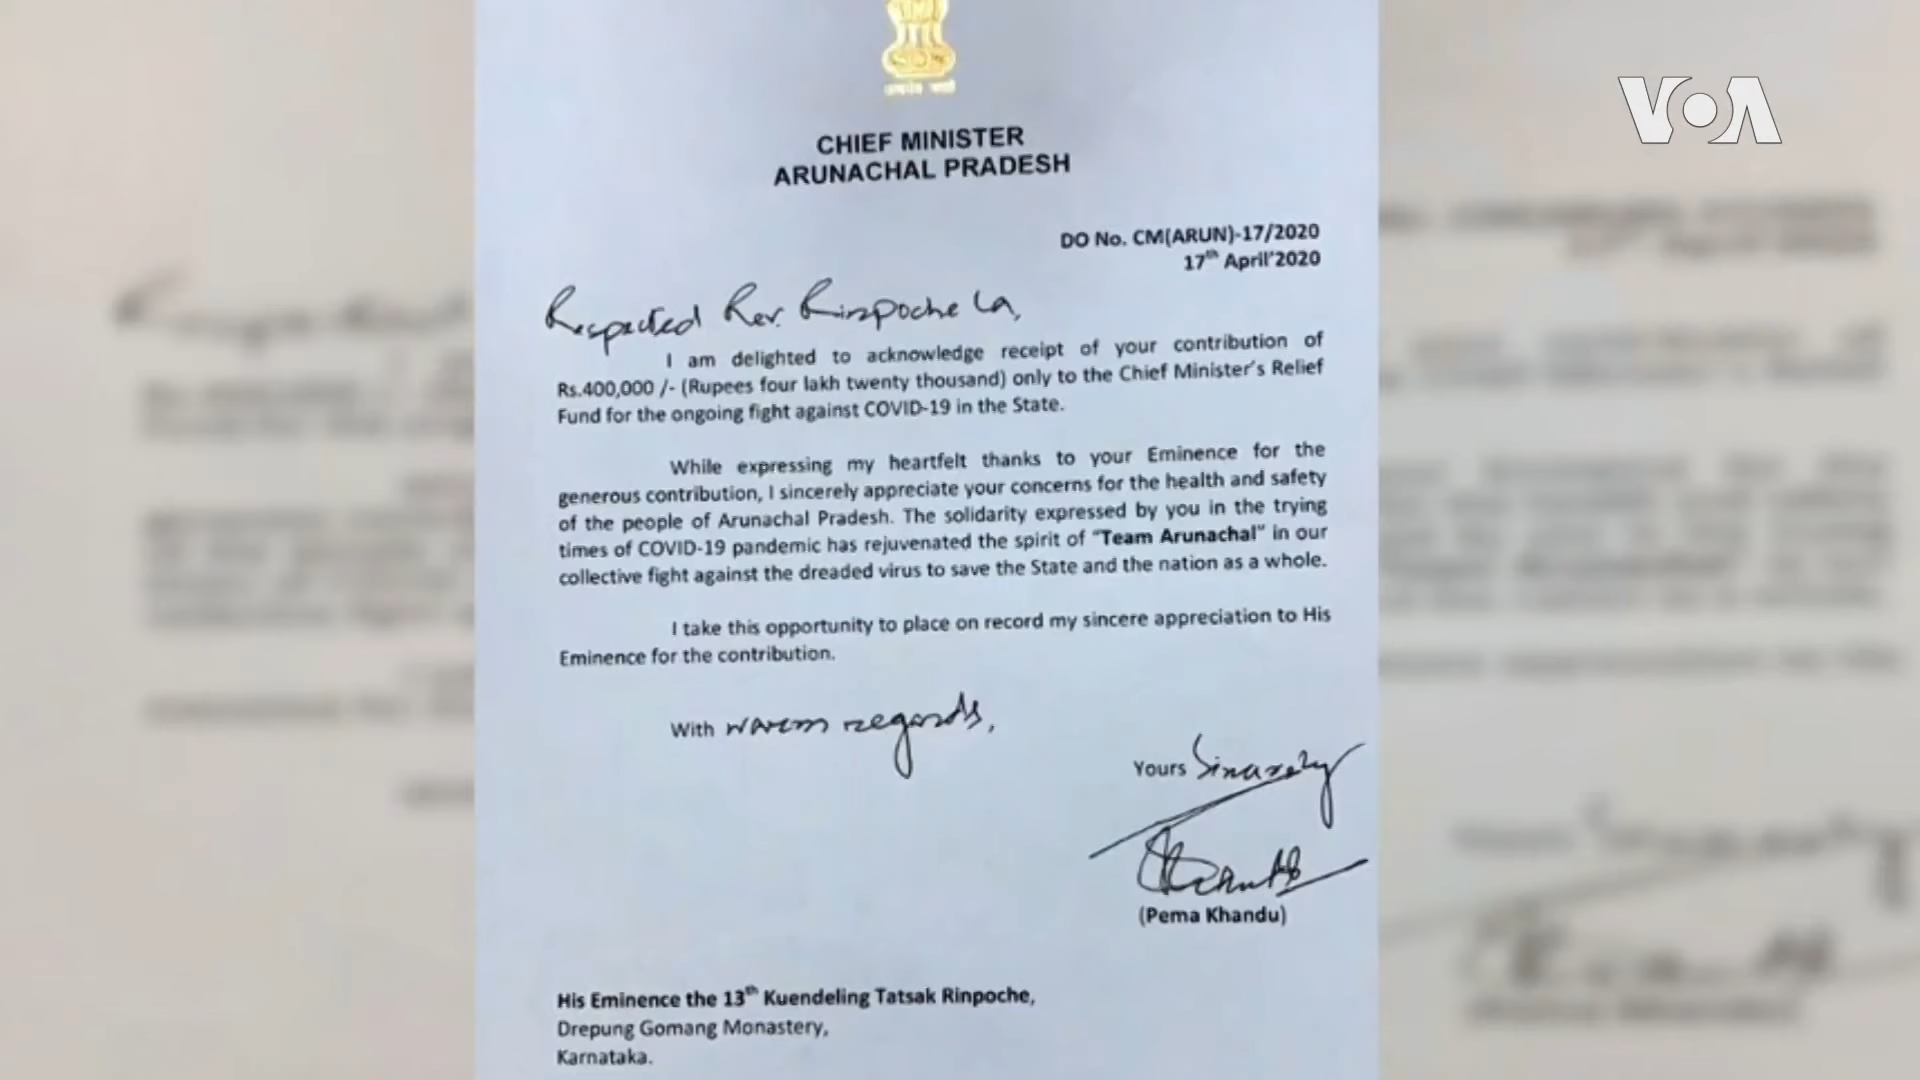 VOA
CHIEF MINISTER
ARUNACHAL PRADESH
DO No. CM(ARUN)-17/2020
17th April'2020
Respected Rev. Rinpoche la,
I am delighted to acknowledge receipt of your contribution of
Rs.400,000 /- (Rupees four lakh twenty thousand) only to the Chief Minister's Relief
Fund for the ongoing fight against COVID-19 in the State.
While expressing my heartfelt thanks to your Eminence for the
generous contribution, I sincerely appreciate your concerns for the health and safety
of the people of Arunachal Pradesh. The solidarity expressed by you in the trying
times of COVID-19 pandemic has rejuvenated the spirit of "Team Arunachal" in our
collective fight against the dreaded virus to save the State and the nation as a whole.
I take this opportunity to place on record my sincere appreciation to His
Eminence for the contribution.
With warm regards,
Yours Sincerely
(Pema Khandu)
His Eminence the 13th Kuendeling Tatsak Rinpoche,
Drepung Gomang Monastery,
Karnataka.